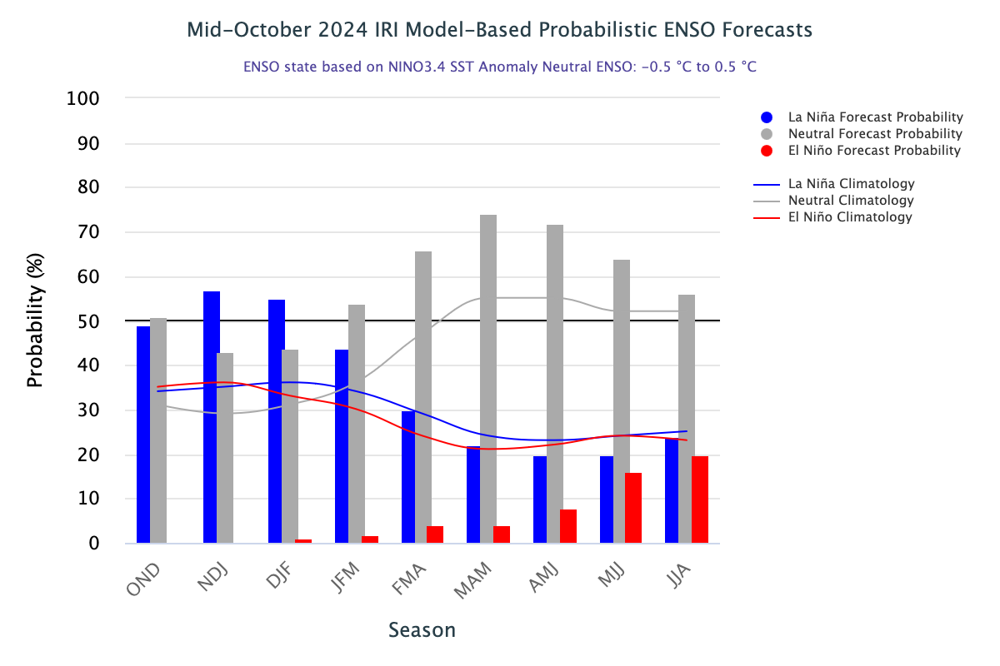 Mid-October 2024 IRI Model-Based Probabilistic ENSO Forecasts
ENSO state based on NINO3.4 SST Anomaly Neutral ENSO: -0.5 °C to 0.5 °C
La Niña Forecast Probability
Neutral Forecast Probability
El Niño Forecast Probability
La Niña Climatology
Neutral Climatology
El Niño Climatology
Probability (%)
100
90
80
70
60
50
40
30
20
10
0
OND
NDJ
DJF
JFM
FMA
MAM
AMJ
MJJ
JJA
Season